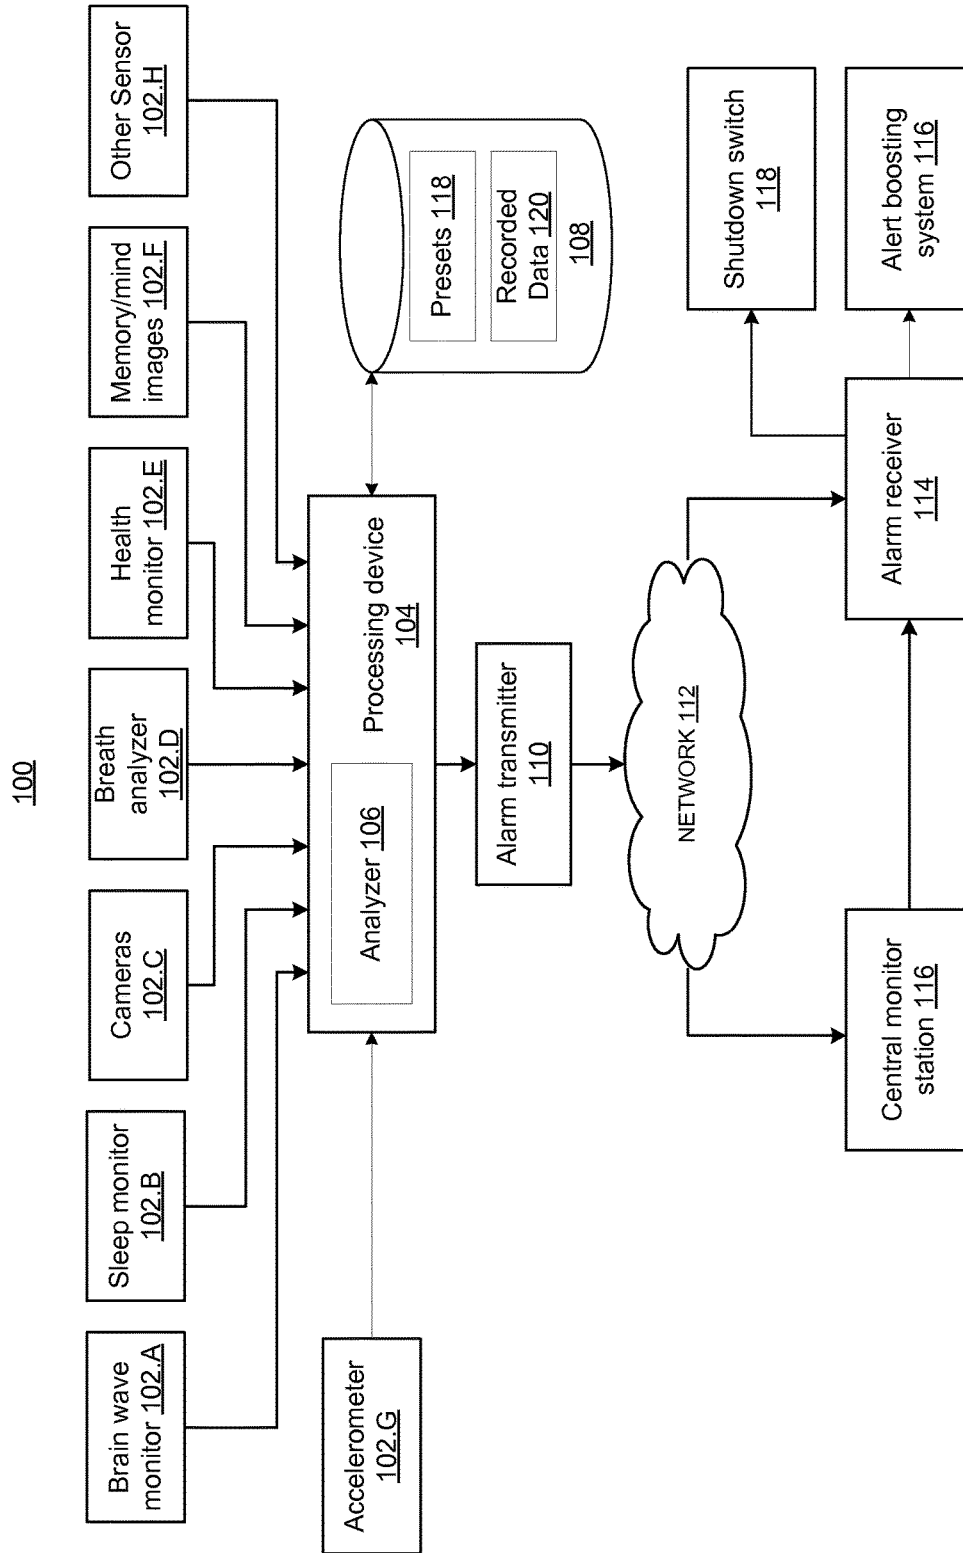 100
Brain wave
monitor 102.A
Sleep monitor
102.B
Cameras
102.C
Breath
analyzer
102.D
Health
monitor 102.E
Memory/mind
images 102.F
Other Sensor
102.H
Accelerometer
102.G
Analyzer 106
Processing device
104
Presets 118
Recorded
Data 120
108
Alarm transmitter
110
NETWORK 112
Central monitor
station 116
Alarm receiver
114
Shutdown switch
118
Alert boosting
system 116